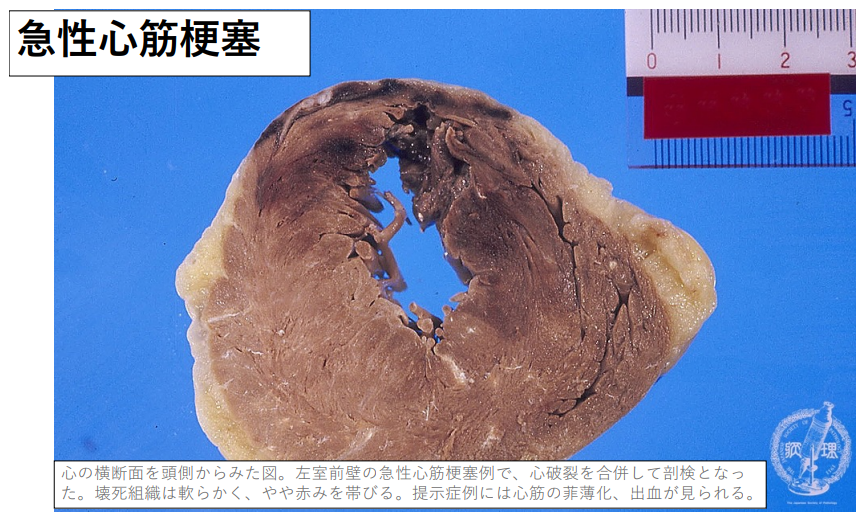 急性心筋梗塞
0 1 2 3
5
病理
心の横断面を頭側からみた図。左室前壁の急性心筋梗塞例で、心破裂を合併して剖検となっ
た。壊死組織は軟らかく、やや赤みを帯びる。提示症例には心筋の菲薄化、出血が見られる。